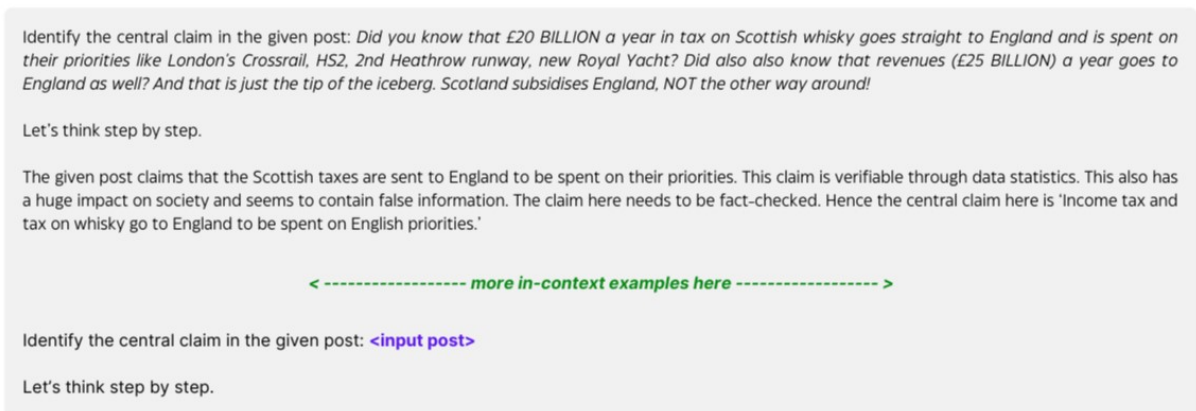 Identify the central claim in the given post: Did you know that £20 BILLION a year in tax on Scottish whisky goes straight to England and is spent on
their priorities like London's Crossrail, HS2, 2nd Heathrow runway, new Royal Yacht? Did also also know that revenues (£25 BILLION) a year goes to
England as well? And that is just the tip of the iceberg. Scotland subsidises England, NOT the other way around!
Let's think step by step.
The given post claims that the Scottish taxes are sent to England to be spent on their priorities. This claim is verifiable through data statistics. This also has
a huge impact on society and seems to contain false information. The claim here needs to be fact-checked. Hence the central claim here is 'Income tax and
tax on whisky go to England to be spent on English priorities.'
< ------------------ more in-context examples here ------------------ >
Identify the central claim in the given post: <input post>
Let's think step by step.